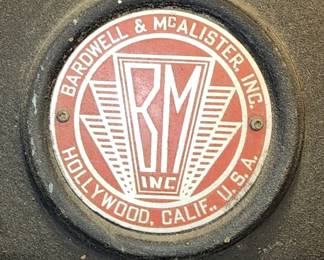 BARDWELL & McALISTER, INC.
BM
INC
HOLLYWOOD, CALIF., U.S.A.